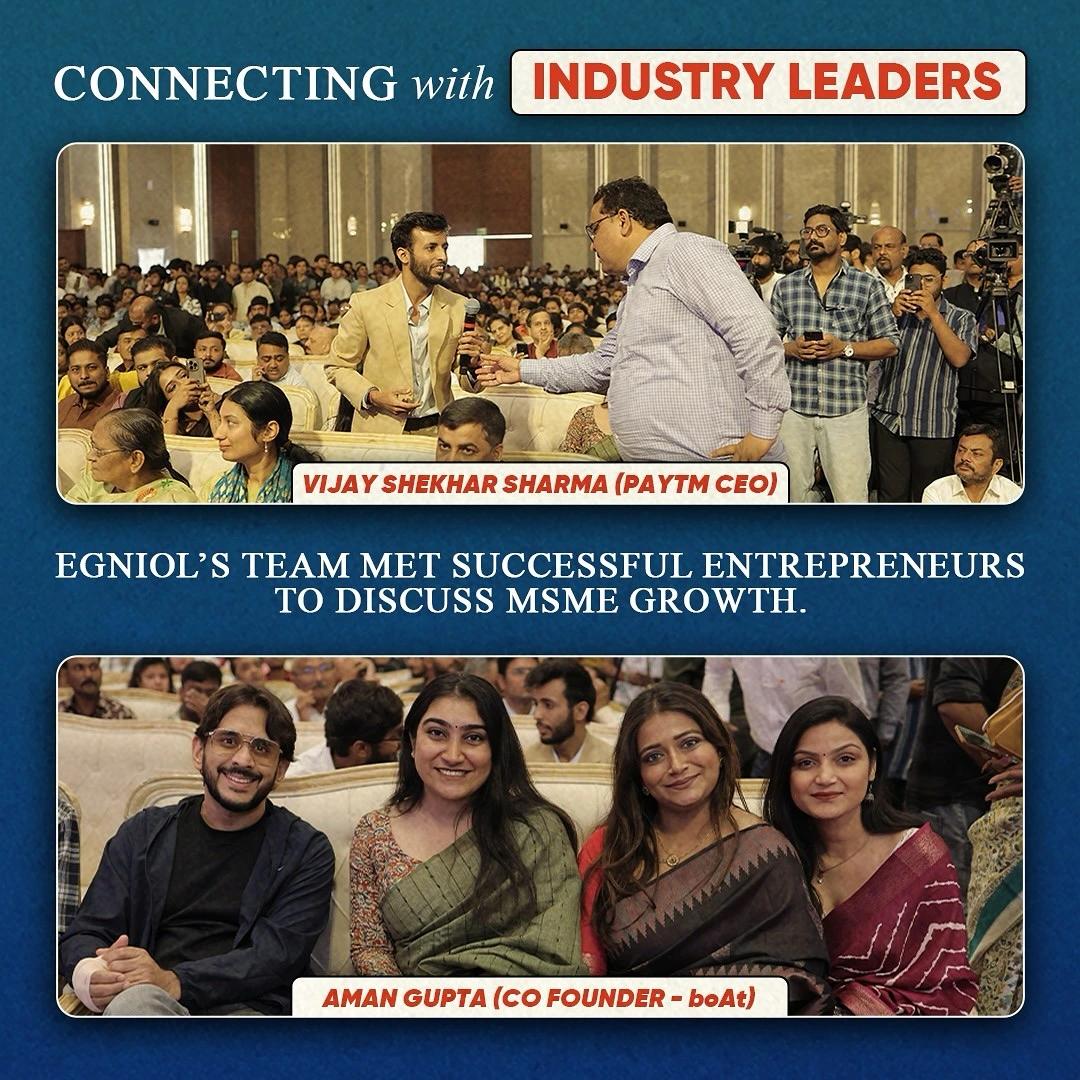 CONNECTING with INDUSTRY LEADERS
VIJAY SHEKHAR SHARMA (PAYTM CEO)
EGNIOL'S TEAM MET SUCCESSFUL ENTREPRENEURS
TO DISCUSS MSME GROWTH.
AMAN GUPTA (CO FOUNDER - boAt)